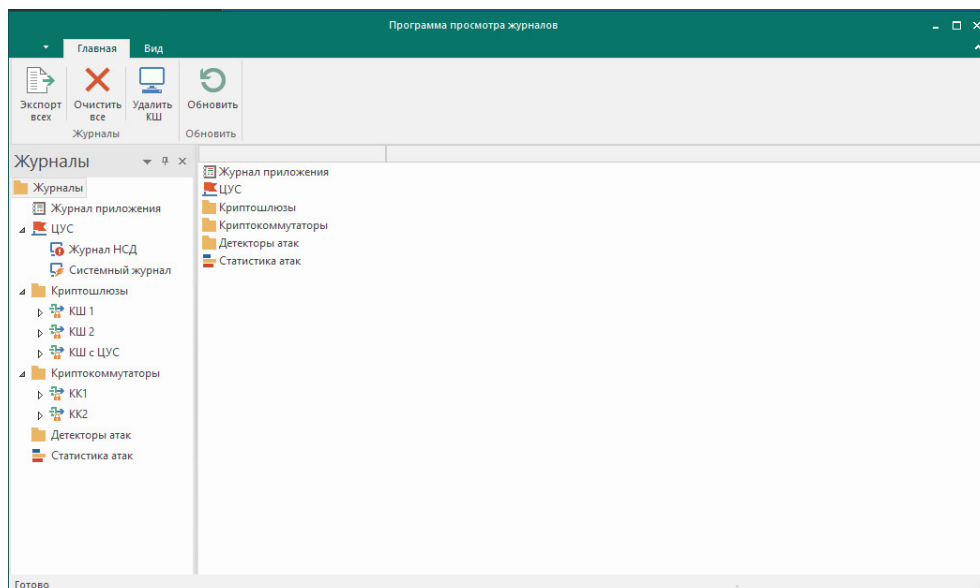 Программа просмотра журналов
Главная Вид
Экспорт всех
Очистить все
Удалить КШ
Обновить
Журналы
Обновить
Журналы
Журналы
Журнал приложения
ЦУС
Журнал НСД
Системный журнал
Криптошлюзы
КШ 1
КШ 2
КШ с ЦУС
Криптокоммутаторы
КК1
КК2
Детекторы атак
Статистика атак
Журнал приложения
ЦУС
Криптошлюзы
Криптокоммутаторы
Детекторы атак
Статистика атак
Готово